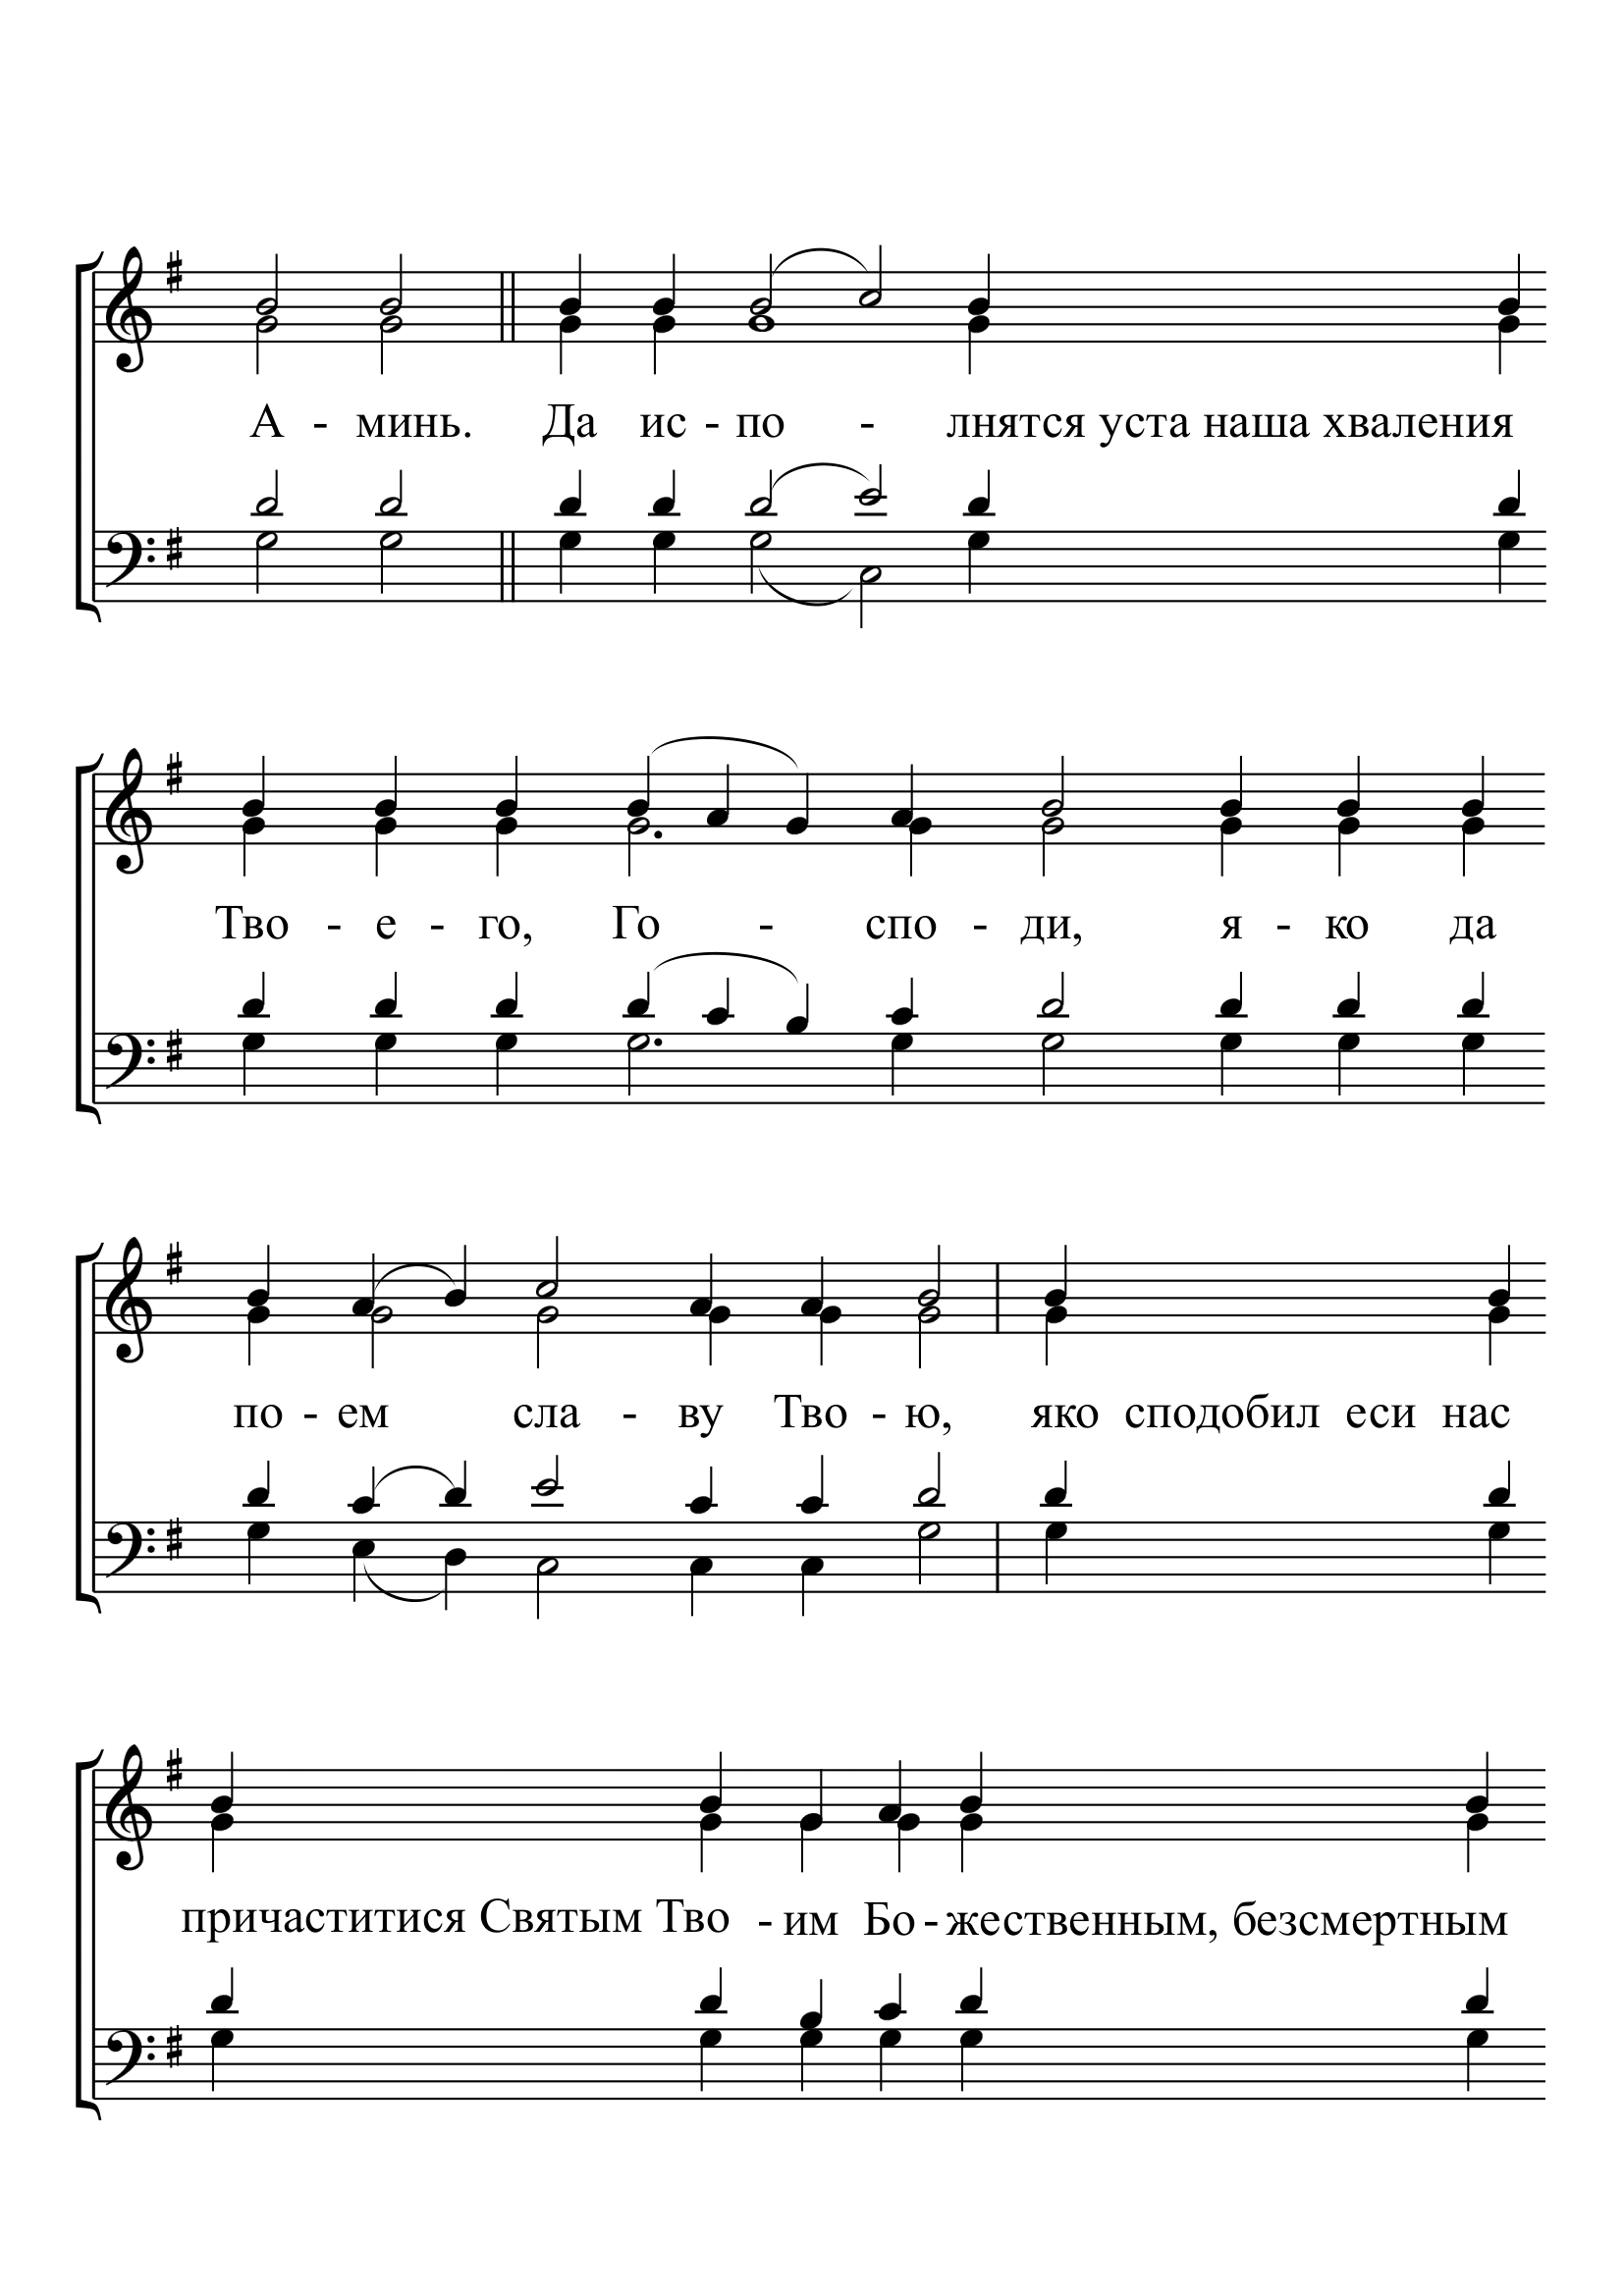 А - минь. Да ис - по - лнятся уста наша хваления
Тво - е - го, Го - спо - ди, я - ко да
по - ем сла - ву Тво - ю, яко сподобил еси нас
причаститися Святым Тво - им Бо - жественным, безсмертным